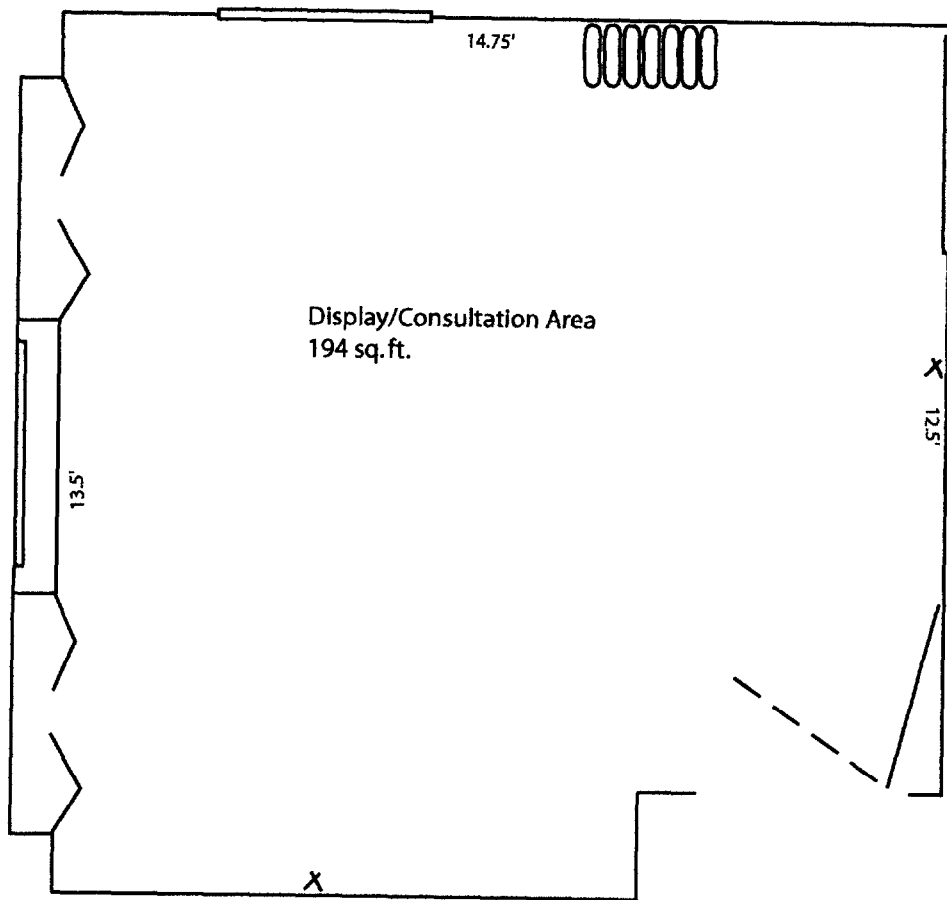 14.75'
Display/Consultation Area
194 sq. ft.
X
12.5'
13.5'
X